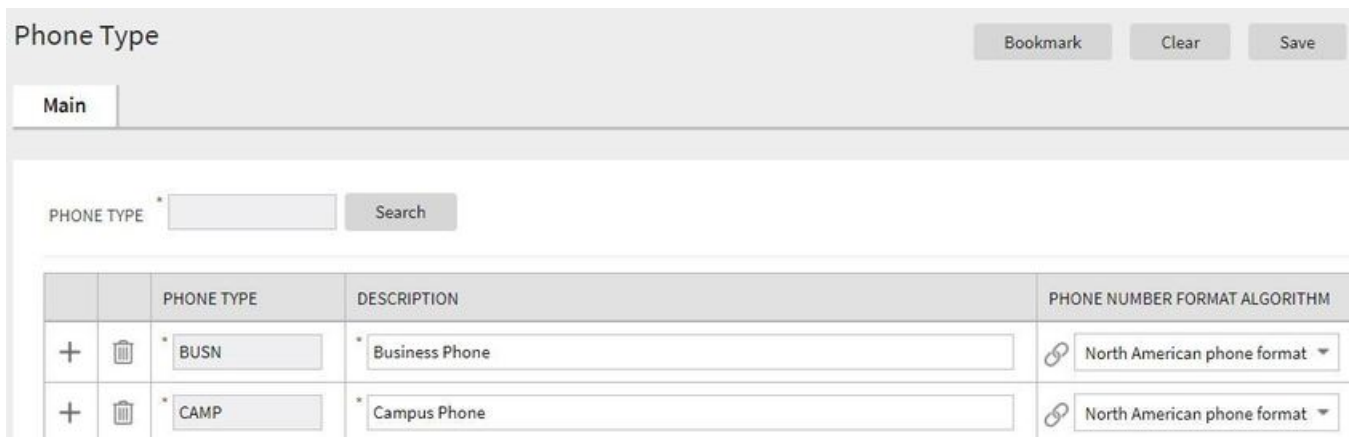 Phone Type
Bookmark Clear Save
Main
PHONE TYPE * Search
PHONE TYPE DESCRIPTION PHONE NUMBER FORMAT ALGORITHM
+ * BUSN * Business Phone North American phone format
+ * CAMP * Campus Phone North American phone format